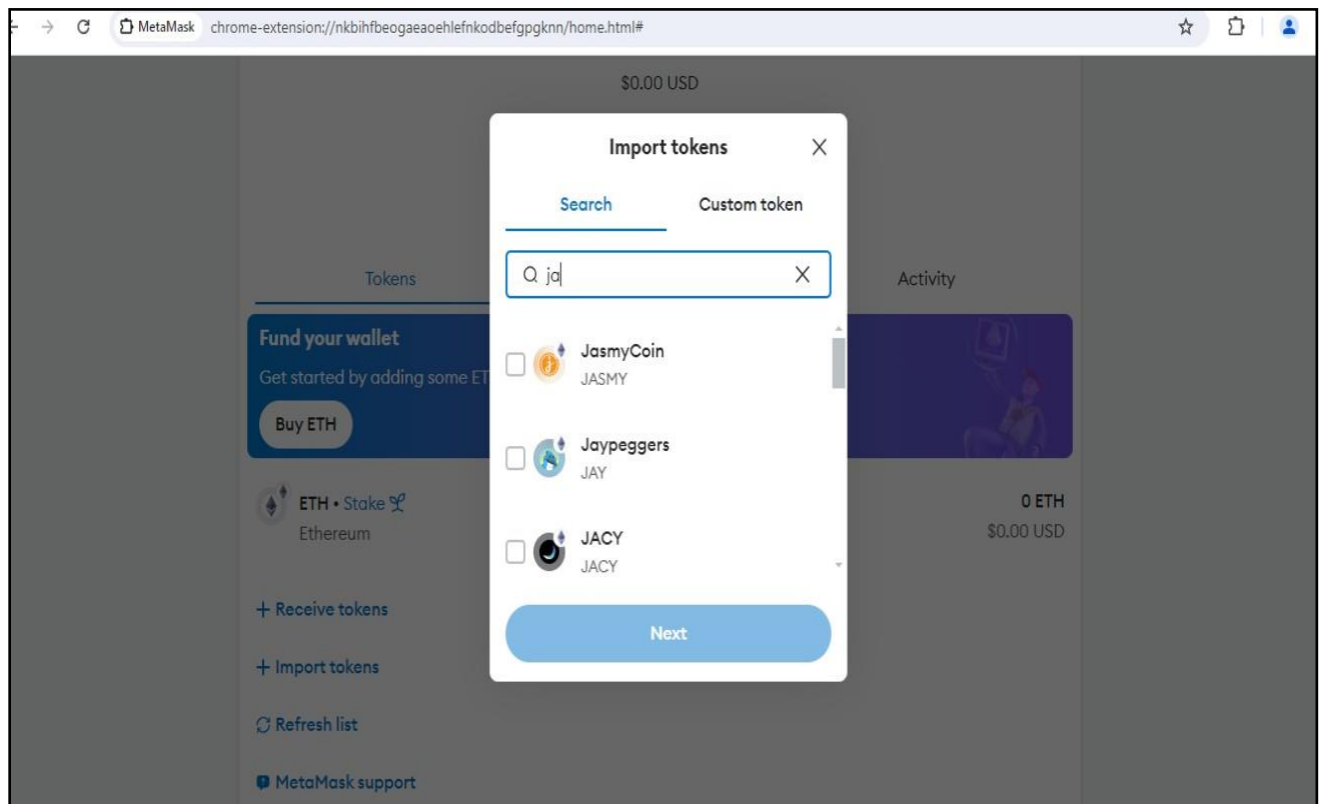 MetaMask chrome-extension://nkbihfbeogaeaoehlefnkodbefgpgknn/home.html#
$0.00 USD
Import tokens
Search Custom token
ja
Tokens Activity
JasmyCoin
JASMY
Jaypeggers
JAY
JACY
JACY
Next
Fund your wallet
Get started by adding some ET
Buy ETH
ETH • Stake
Ethereum
0 ETH
$0.00 USD
+ Receive tokens
+ Import tokens
Refresh list
MetaMask support